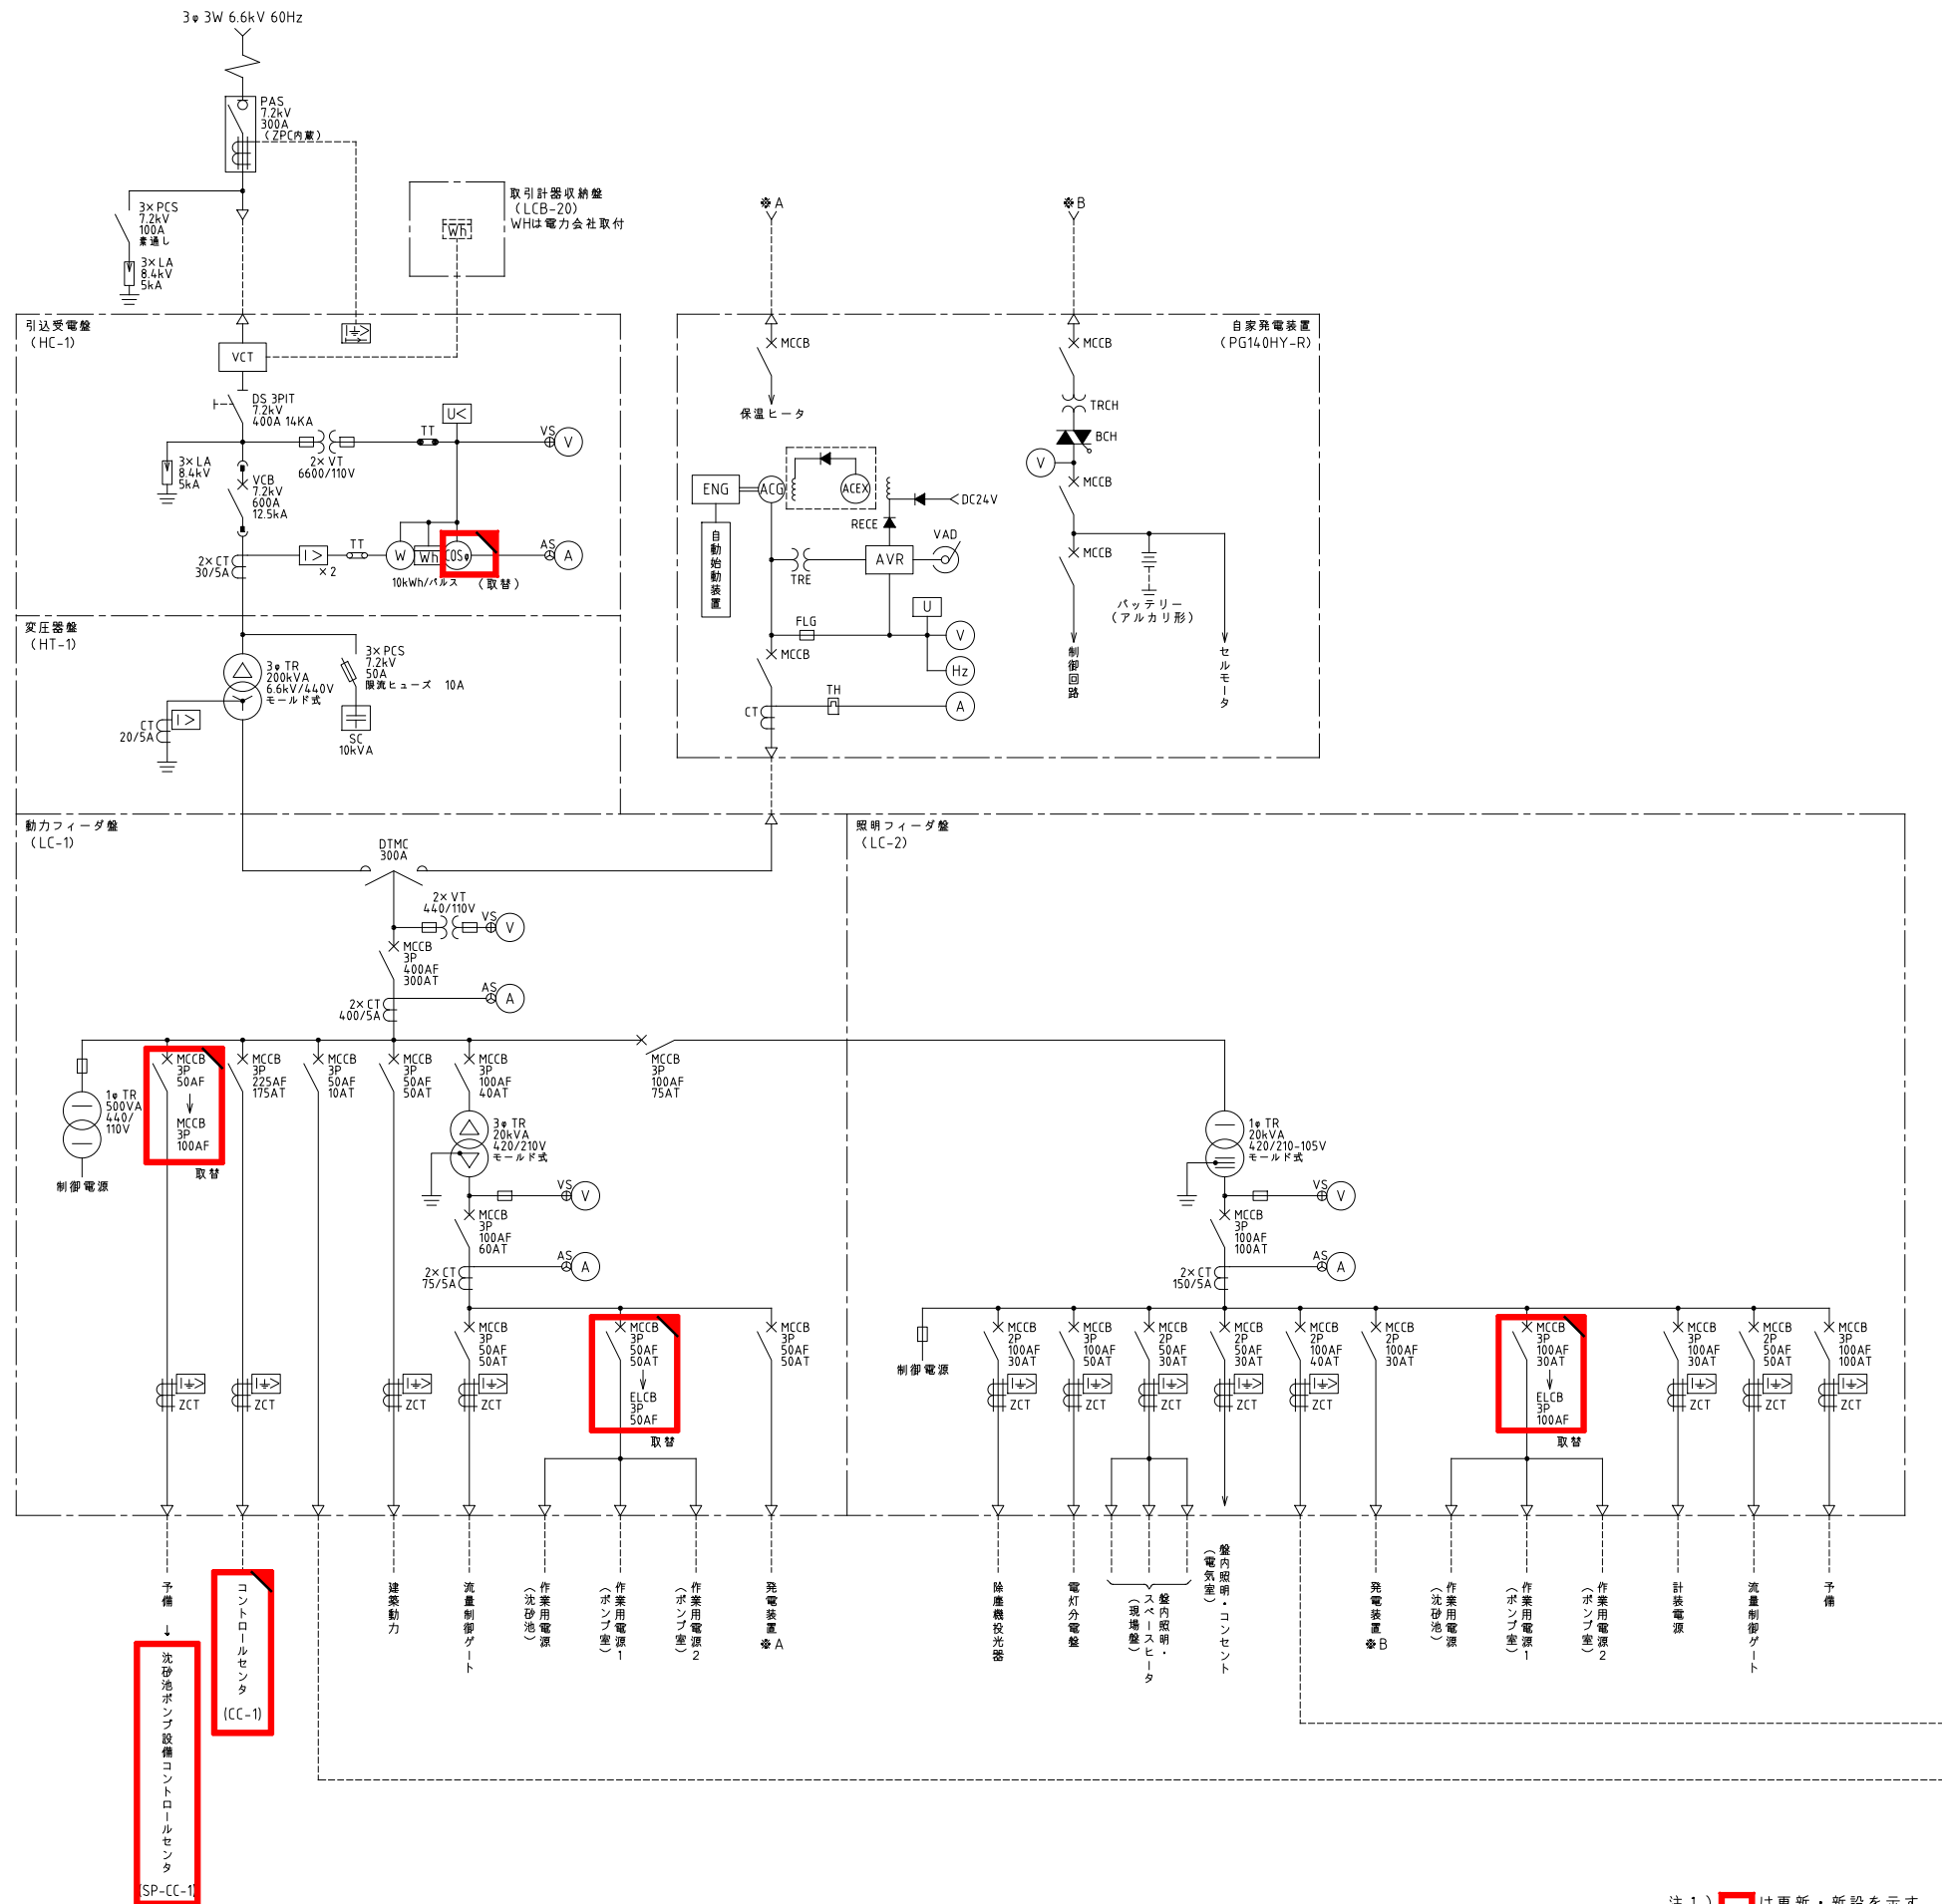 3φ 3W 6.6kV 60Hz
PAS
7.2kV
300A
(ZPC内蔵)
3×PCS
7.2kV
100A
素通し
3×LA
8.4kV
5kA
取引計器収納盤
(LCB-20)
WHは電力会社取付
Wh
※A
※B
引込受電盤
(HC-1)
I⏚>
VCT
DS 3PIT
7.2kV
400A 14KA
U<
TT
VS
V
2×VT
6600/110V
3×LA
8.4kV
5kA
VCB
7.2kV
600A
12.5kA
2×CT
30/5A
I>
×2
TT
W
Wh
COSφ
AS
A
10kWh/パルス
(取替)
自家発電装置
(PG140HY-R)
MCCB
保温ヒータ
MCCB
TRCH
BCH
V
MCCB
MCCB
バッテリー
(アルカリ形)
制御回路
セルモータ
ENG
ACG
ACEX
DC24V
RECE
VAD
AVR
TRE
自動始動装置
FLG
U
V
Hz
MCCB
TH
CT
A
変圧器盤
(HT-1)
3φTR
200kVA
6.6kV/440V
モールド式
3×PCS
7.2kV
50A
限流ヒューズ 10A
I>
CT
20/5A
SC
10kVA
動力フィーダ盤
(LC-1)
照明フィーダ盤
(LC-2)
DTMC
300A
2×VT
440/110V
VS
V
MCCB
3P
400AF
300AT
2×CT
400/5A
AS
A
1φTR
500VA
440/
110V
制御電源
MCCB
3P
50AF
↓
MCCB
3P
100AF
取替
MCCB
3P
225AF
175AT
MCCB
3P
50AF
10AT
MCCB
3P
50AF
50AT
MCCB
3P
100AF
40AT
MCCB
3P
100AF
75AT
3φTR
20kVA
420/210V
モールド式
VS
V
MCCB
3P
100AF
60AT
2×CT
75/5A
AS
A
1φTR
20kVA
420/210-105V
モールド式
VS
V
MCCB
3P
100AF
100AT
2×CT
150/5A
AS
A
MCCB
3P
50AF
50AT
MCCB
3P
50AF
50AT
↓
ELCB
3P
50AF
取替
MCCB
3P
50AF
50AT
制御電源
MCCB
2P
100AF
30AT
MCCB
3P
100AF
50AT
MCCB
2P
50AF
30AT
MCCB
2P
50AF
30AT
MCCB
2P
100AF
40AT
MCCB
2P
100AF
30AT
MCCB
3P
100AF
30AT
↓
ELCB
3P
100AF
取替
MCCB
3P
100AF
30AT
MCCB
2P
50AF
50AT
MCCB
3P
100AF
100AT
I⏚>
ZCT
I⏚>
ZCT
I⏚>
ZCT
I⏚>
ZCT
I⏚>
ZCT
I⏚>
ZCT
I⏚>
ZCT
I⏚>
ZCT
I⏚>
ZCT
I⏚>
ZCT
I⏚>
ZCT
I⏚>
ZCT
予備
↓
沈砂池ポンプ設備コントロールセンタ
(SP-CC-1)
コントロールセンタ
(CC-1)
建築動力
流量制御ゲート
作業用電源
(沈砂池)
作業用電源1
(ポンプ室)
作業用電源2
(ポンプ室)
発電装置
※A
除塵機投光器
電灯分電盤
盤内照明・
スペースヒータ
(現場盤)
盤内照明・コンセント
(電気室)
発電装置
※B
作業用電源
(沈砂池)
作業用電源1
(ポンプ室)
作業用電源2
(ポンプ室)
計装電源
流量制御ゲート
予備
注1) は更新・新設を示す